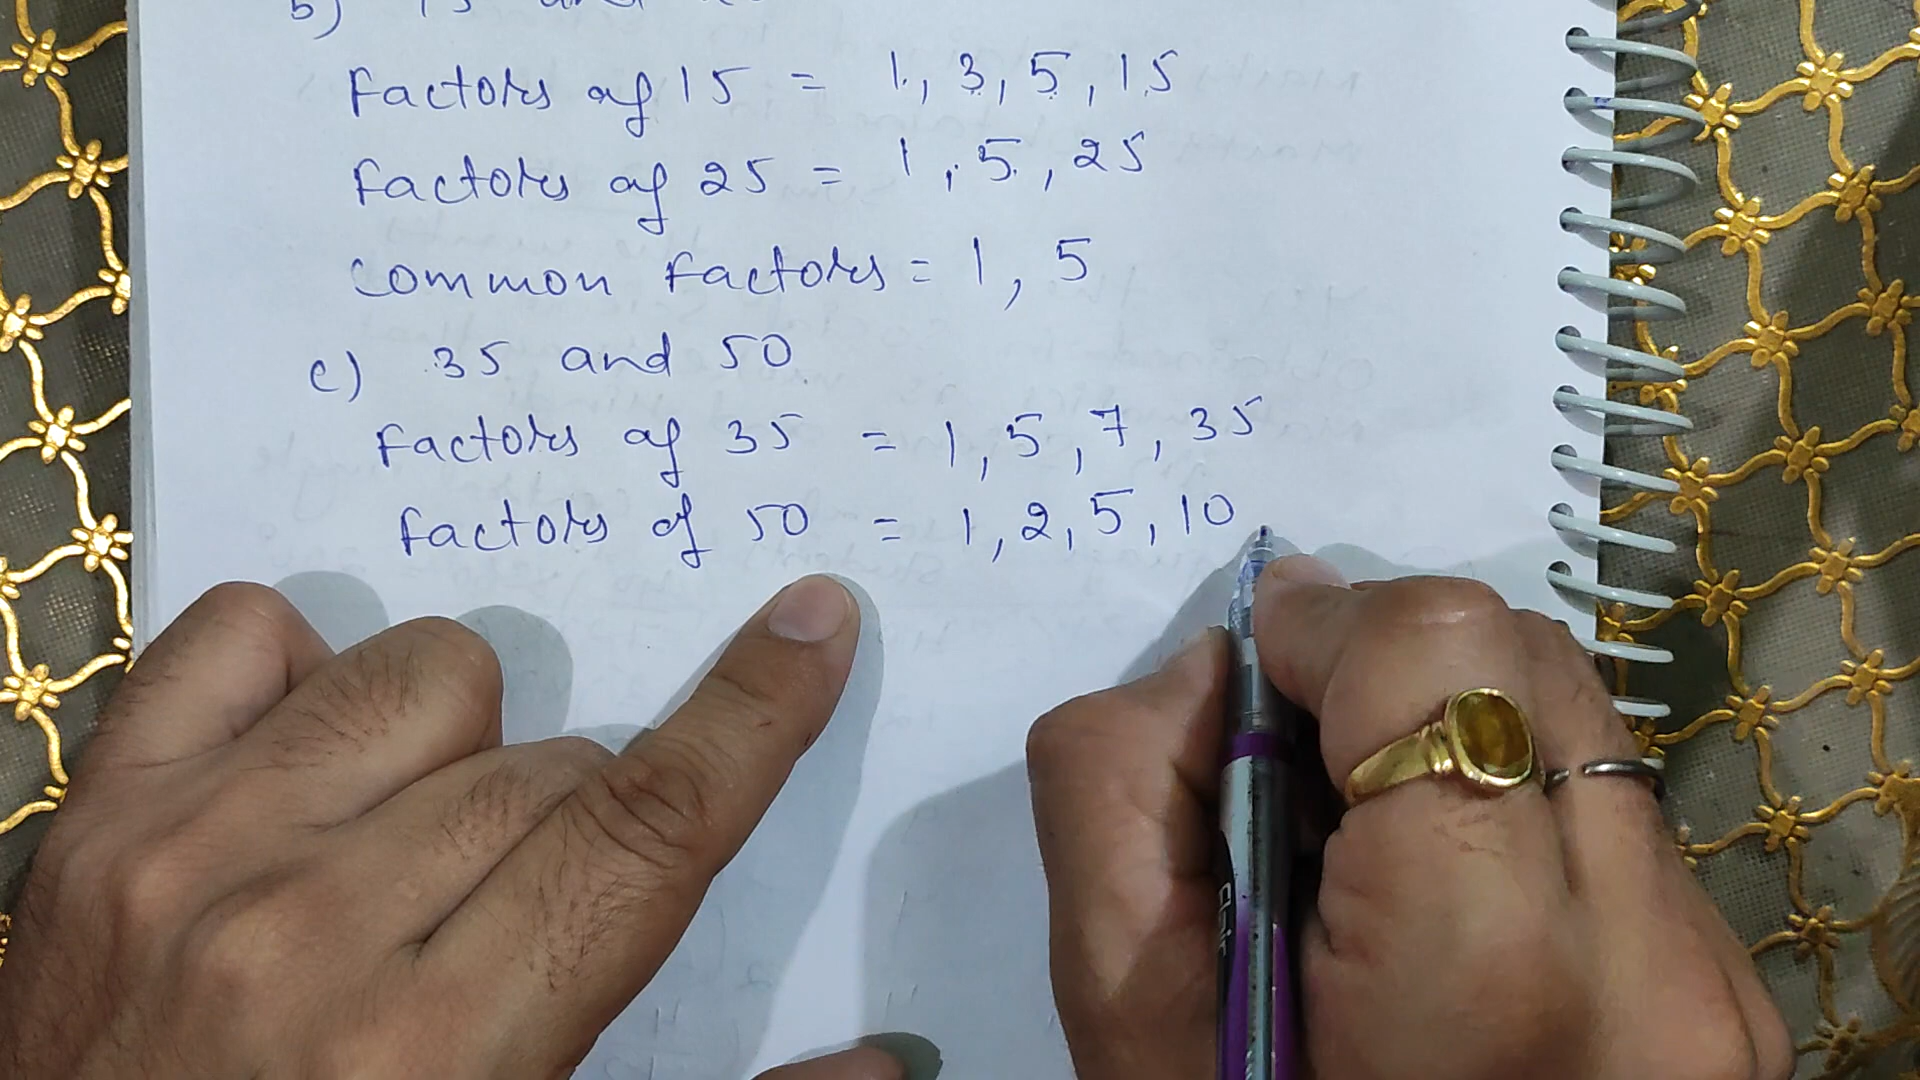 b)
Factors of 15 = 1, 3, 5, 15
Factors of 25 = 1, 5, 25
common Factors = 1, 5
c) 35 and 50
Factors of 35 = 1, 5, 7, 35
factors of 50 = 1, 2, 5, 10
Clair